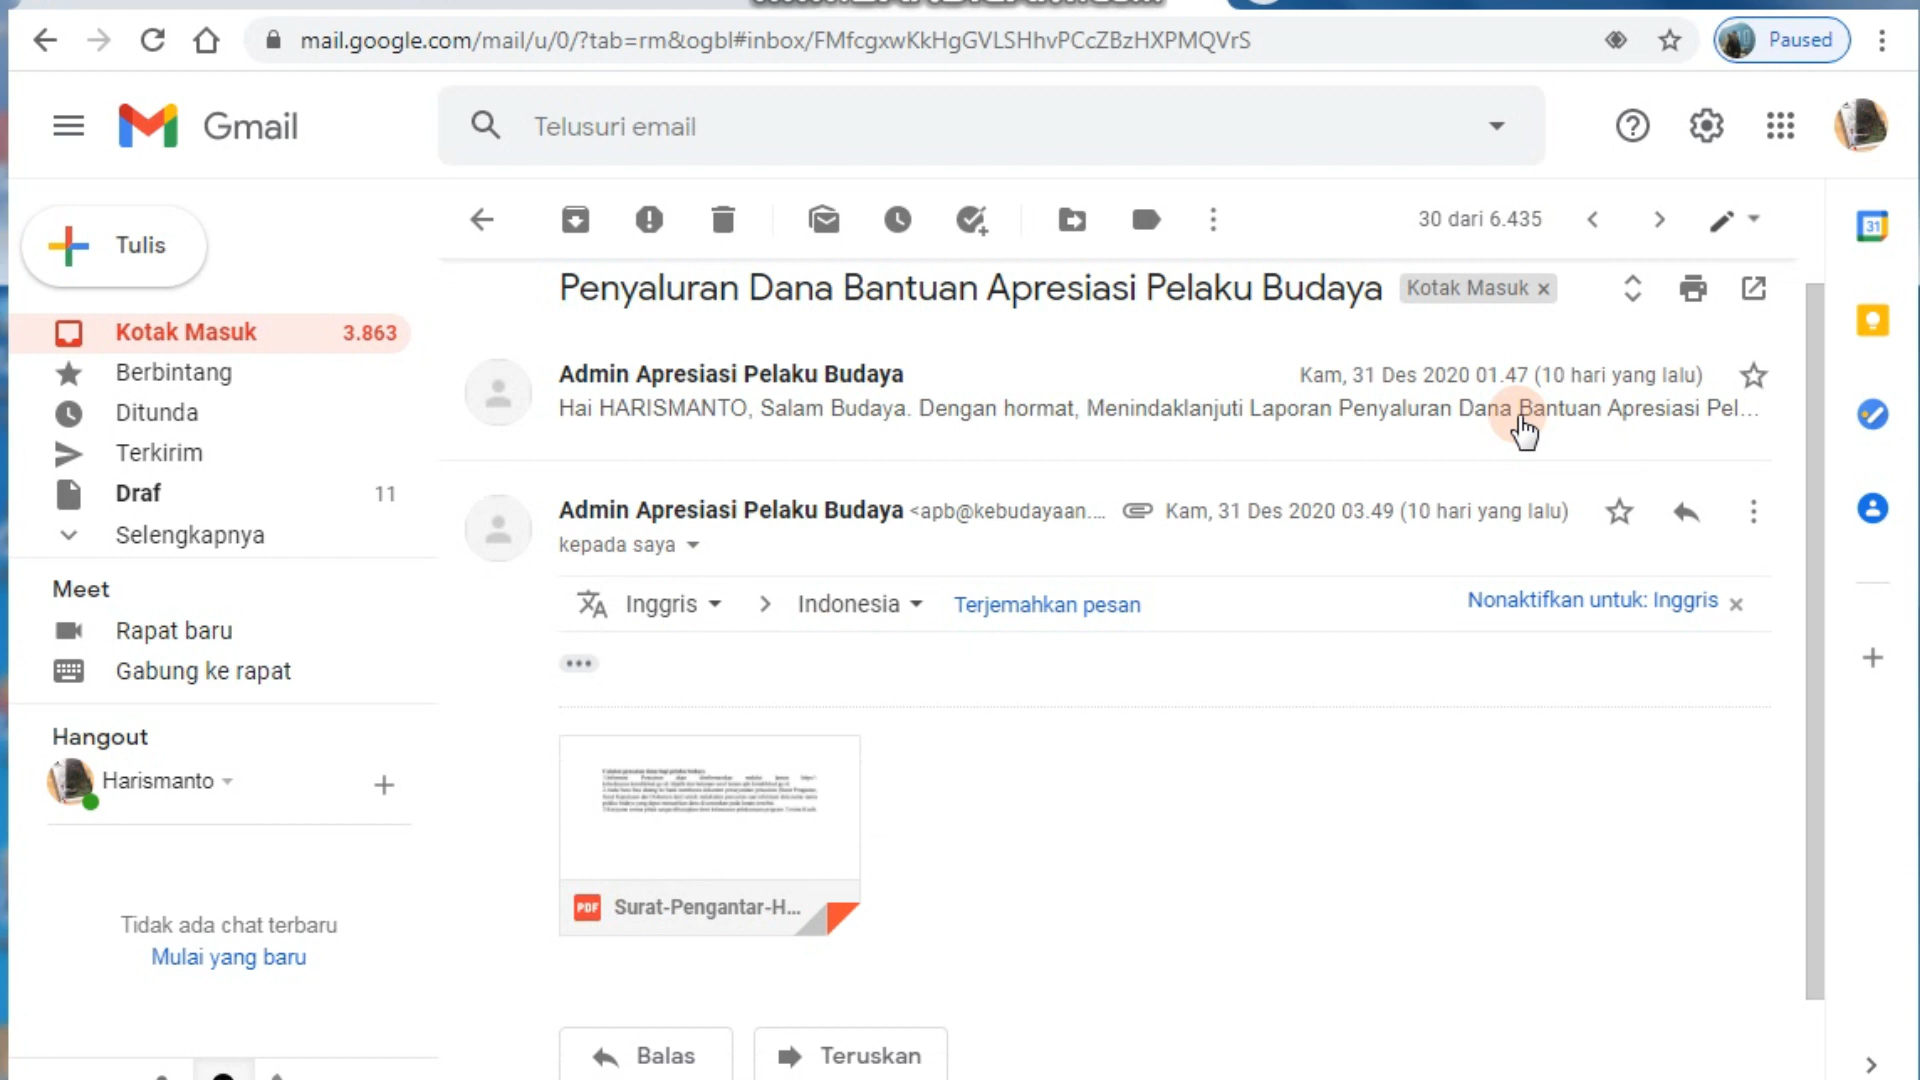 mail.google.com/mail/u/0/?tab=rm&ogbl#inbox/FMfcgxwKkHgGVLSHhvPCcZBzHXPMQVrS
Paused
Gmail
Telusuri email
Tulis
30 dari 6.435
31
Penyaluran Dana Bantuan Apresiasi Pelaku Budaya
Kotak Masuk ×
Kotak Masuk 3.863
Berbintang
Ditunda
Terkirim
Draf 11
Selengkapnya
Meet
Rapat baru
Gabung ke rapat
Hangout
Harismanto
Tidak ada chat terbaru
Mulai yang baru
Admin Apresiasi Pelaku Budaya
Kam, 31 Des 2020 01.47 (10 hari yang lalu)
Hai HARISMANTO, Salam Budaya. Dengan hormat, Menindaklanjuti Laporan Penyaluran Dana Bantuan Apresiasi Pel...
Admin Apresiasi Pelaku Budaya <apb@kebudayaan.... Kam, 31 Des 2020 03.49 (10 hari yang lalu)
kepada saya
Inggris > Indonesia Terjemahkan pesan
Nonaktifkan untuk: Inggris ×
PDF Surat-Pengantar-H...
Balas
Teruskan